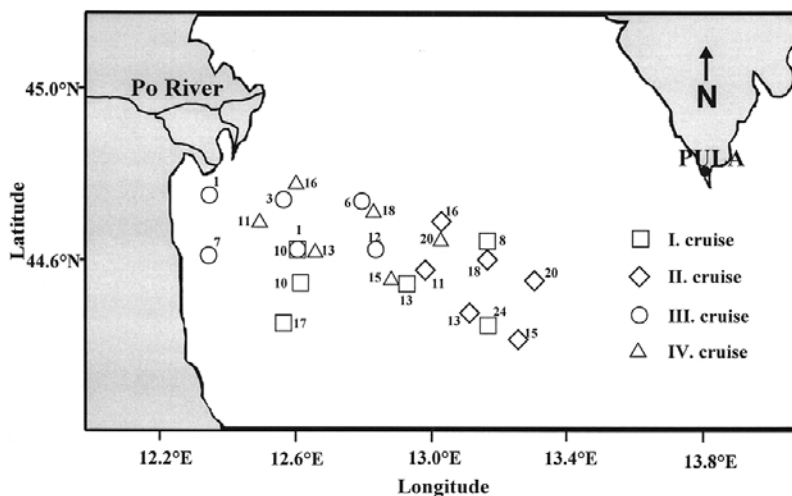 45.0°N
Po River
N
PULA
1
3
16
6
18
11
16
7
1
10
13
12
20
8
18
10
15
13
11
20
17
13
24
15
44.6°N
Latitude
I. cruise
II. cruise
III. cruise
IV. cruise
12.2°E 12.6°E 13.0°E 13.4°E 13.8°E
Longitude